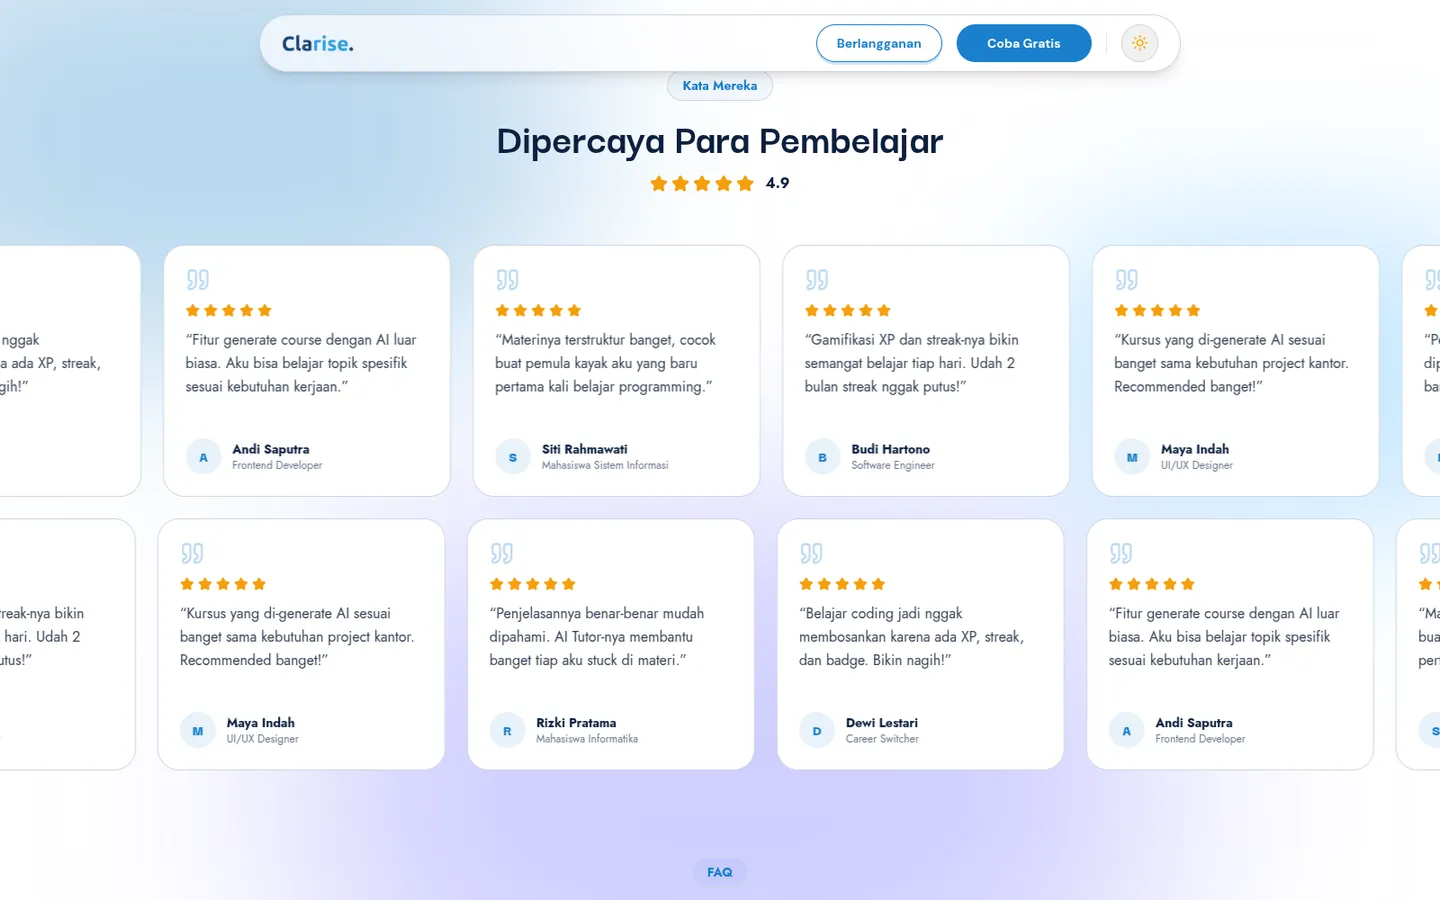 Clarise.
Berlangganan
Coba Gratis
Kata Mereka
Dipercaya Para Pembelajar
4.9
nggak
a ada XP, streak,
gih!”
“Fitur generate course dengan AI luar
biasa. Aku bisa belajar topik spesifik
sesuai kebutuhan kerjaan.”
A
Andi Saputra
Frontend Developer
“Materinya terstruktur banget, cocok
buat pemula kayak aku yang baru
pertama kali belajar programming.”
S
Siti Rahmawati
Mahasiswa Sistem Informasi
“Gamifikasi XP dan streak-nya bikin
semangat belajar tiap hari. Udah 2
bulan streak nggak putus!”
B
Budi Hartono
Software Engineer
“Kursus yang di-generate AI sesuai
banget sama kebutuhan project kantor.
Recommended banget!”
M
Maya Indah
UI/UX Designer
“Pe
dip
ba
treak-nya bikin
hari. Udah 2
utus!”
“Kursus yang di-generate AI sesuai
banget sama kebutuhan project kantor.
Recommended banget!”
M
Maya Indah
UI/UX Designer
“Penjelasannya benar-benar mudah
dipahami. AI Tutor-nya membantu
banget tiap aku stuck di materi.”
R
Rizki Pratama
Mahasiswa Informatika
“Belajar coding jadi nggak
membosankan karena ada XP, streak,
dan badge. Bikin nagih!”
D
Dewi Lestari
Career Switcher
“Fitur generate course dengan AI luar
biasa. Aku bisa belajar topik spesifik
sesuai kebutuhan kerjaan.”
A
Andi Saputra
Frontend Developer
“Ma
bua
per
S
FAQ